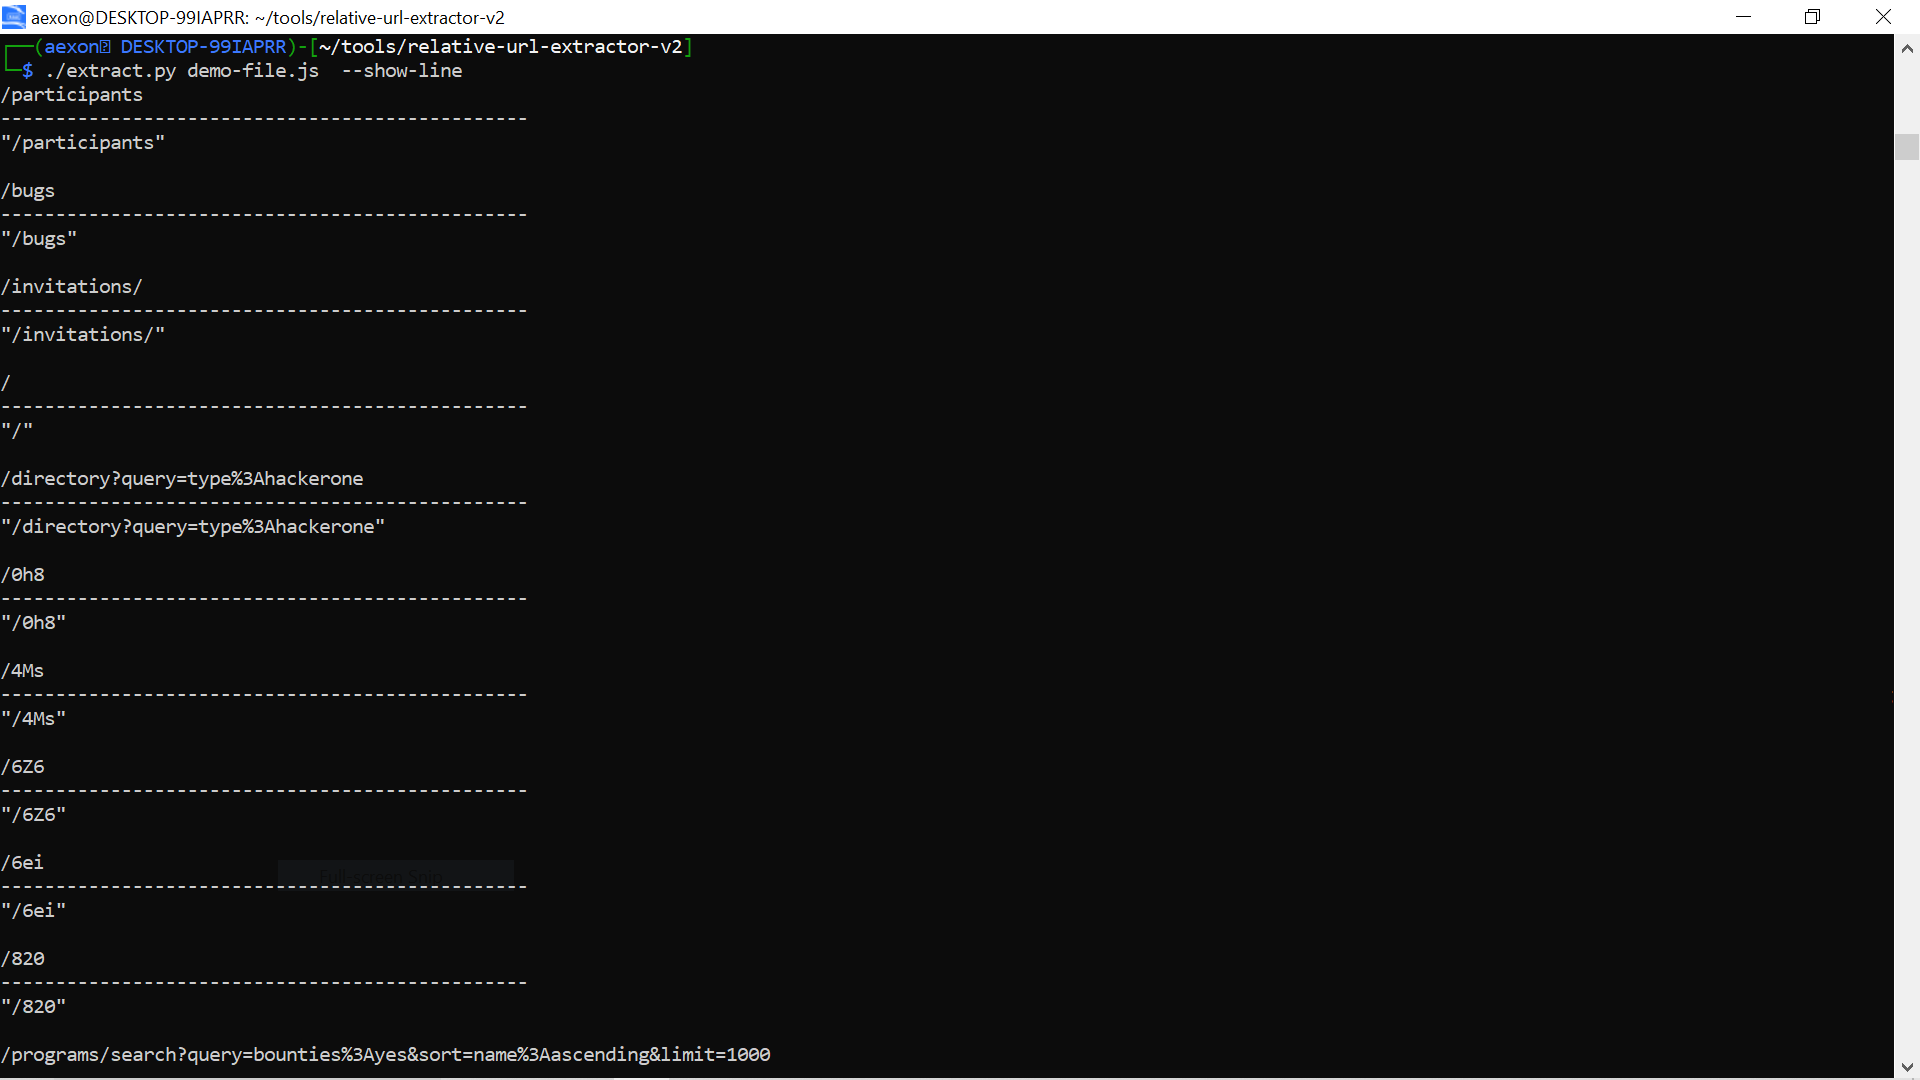 aexon@DESKTOP-99IAPRR: ~/tools/relative-url-extractor-v2
┌──(aexon㉿ DESKTOP-99IAPRR)-[~/tools/relative-url-extractor-v2]
└─$ ./extract.py demo-file.js  --show-line
/participants
------------------------------------------------
"/participants"
/bugs
------------------------------------------------
"/bugs"
/invitations/
------------------------------------------------
"/invitations/"
/
------------------------------------------------
"/"
/directory?query=type%3Ahackerone
------------------------------------------------
"/directory?query=type%3Ahackerone"
/0h8
------------------------------------------------
"/0h8"
/4Ms
------------------------------------------------
"/4Ms"
/6Z6
------------------------------------------------
"/6Z6"
/6ei
Full-screen Snip
------------------------------------------------
"/6ei"
/820
------------------------------------------------
"/820"
/programs/search?query=bounties%3Ayes&sort=name%3Aascending&limit=1000